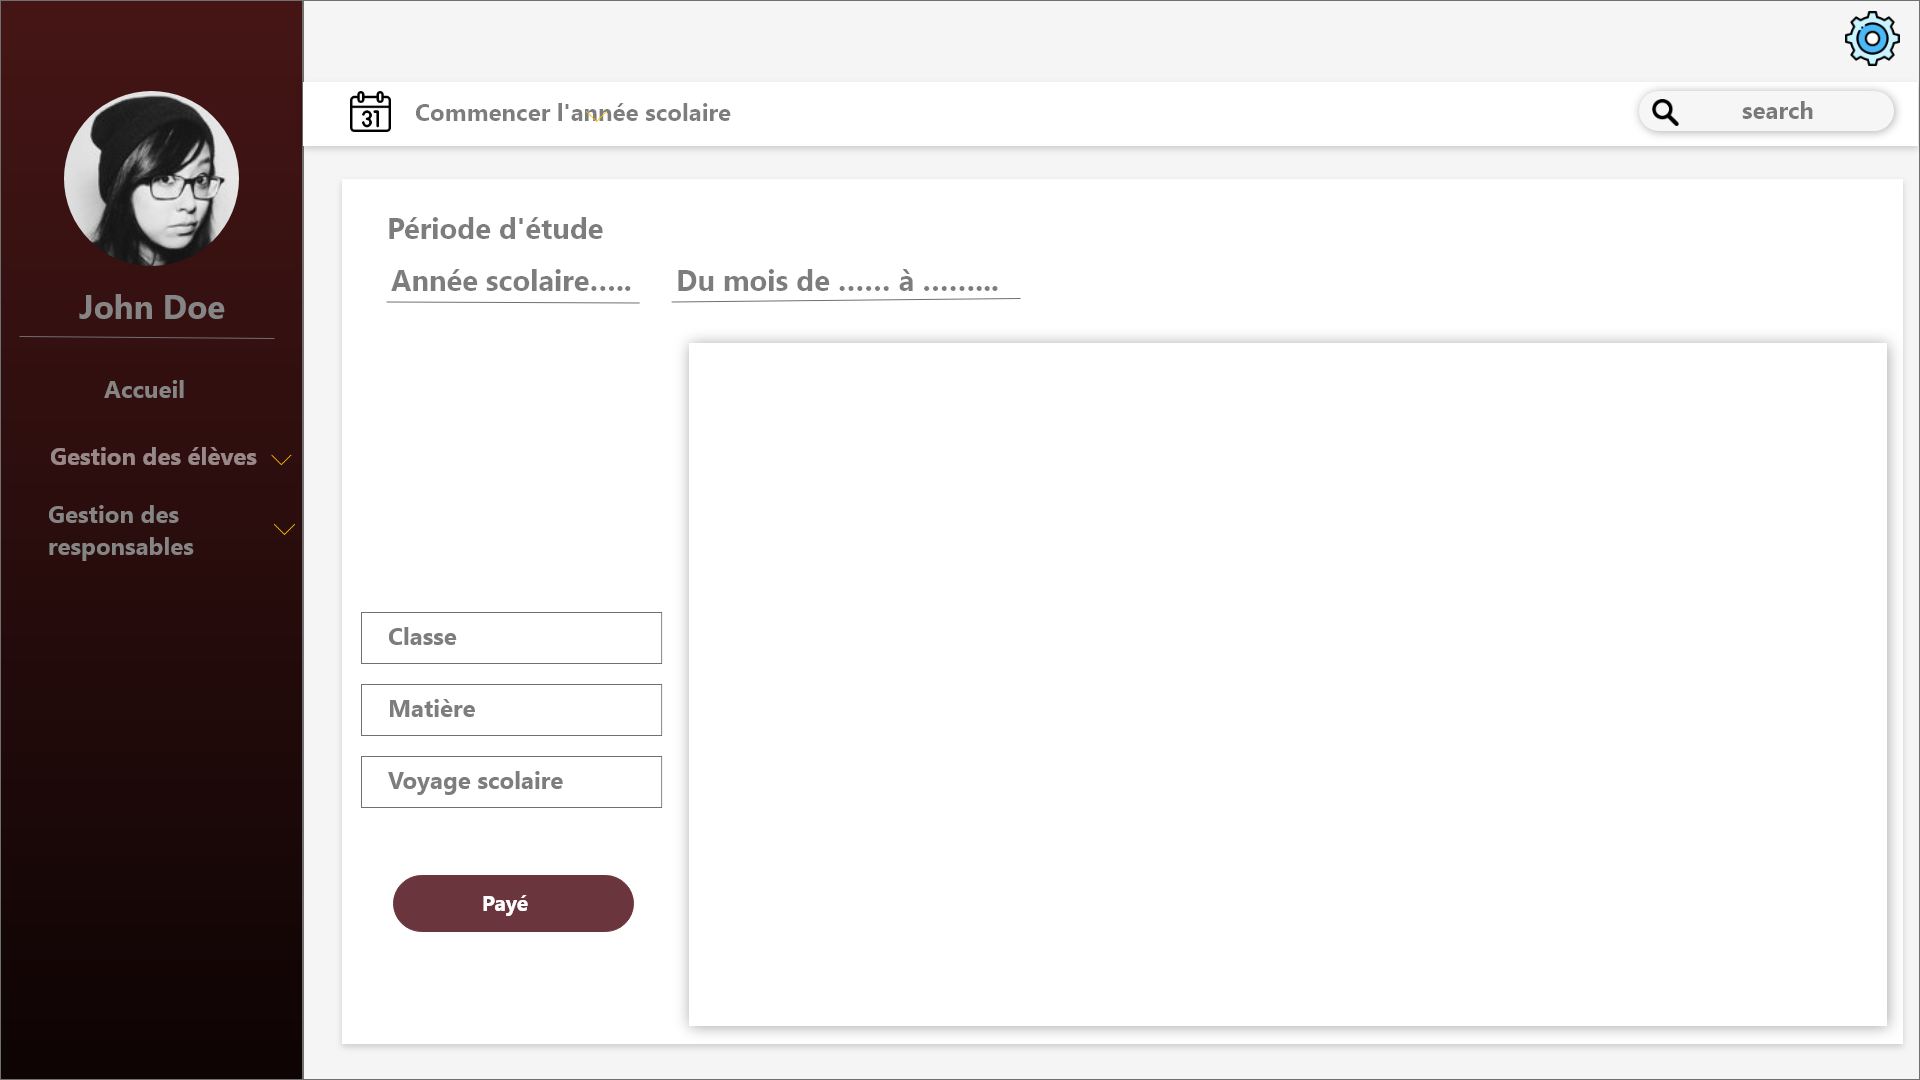 31
Commencer l'année scolaire
search
John Doe
Accueil
Gestion des élèves
Gestion des
responsables
Période d'étude
Année scolaire.....
Du mois de ...... à .........
Classe
Matière
Voyage scolaire
Payé